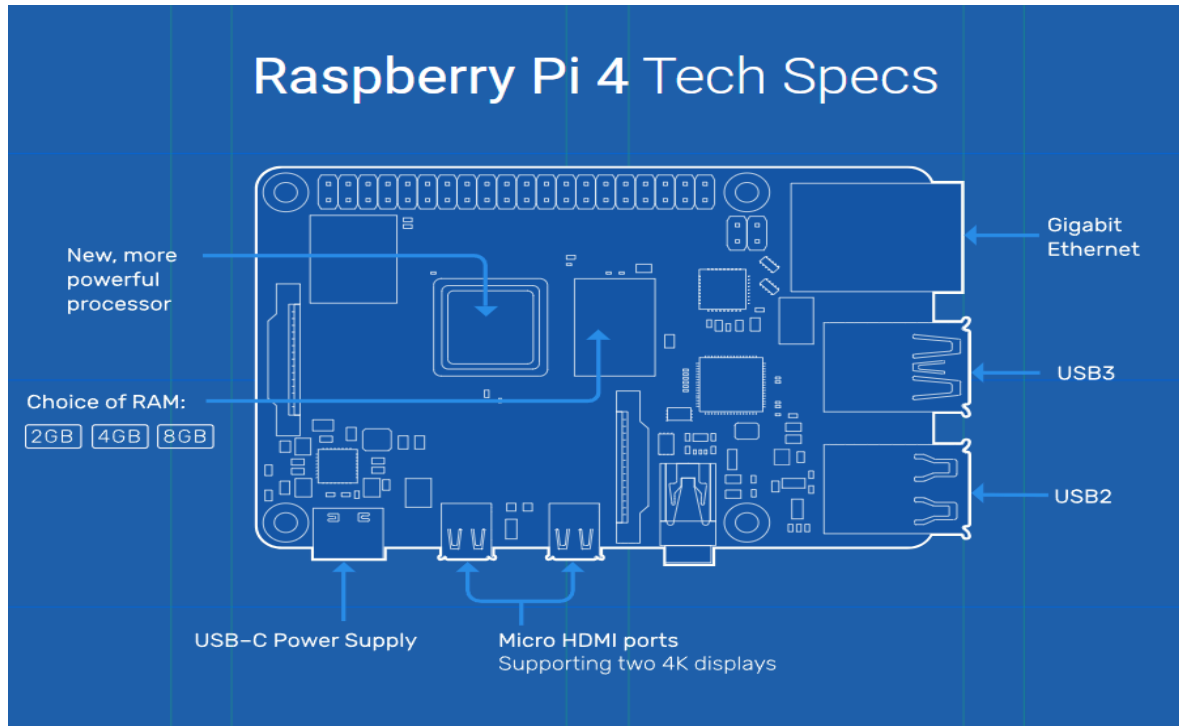 Raspberry Pi 4 Tech Specs
New, more
powerful
processor
Choice of RAM:
2GB 4GB 8GB
Gigabit
Ethernet
USB3
USB2
USB-C Power Supply
Micro HDMI ports
Supporting two 4K displays